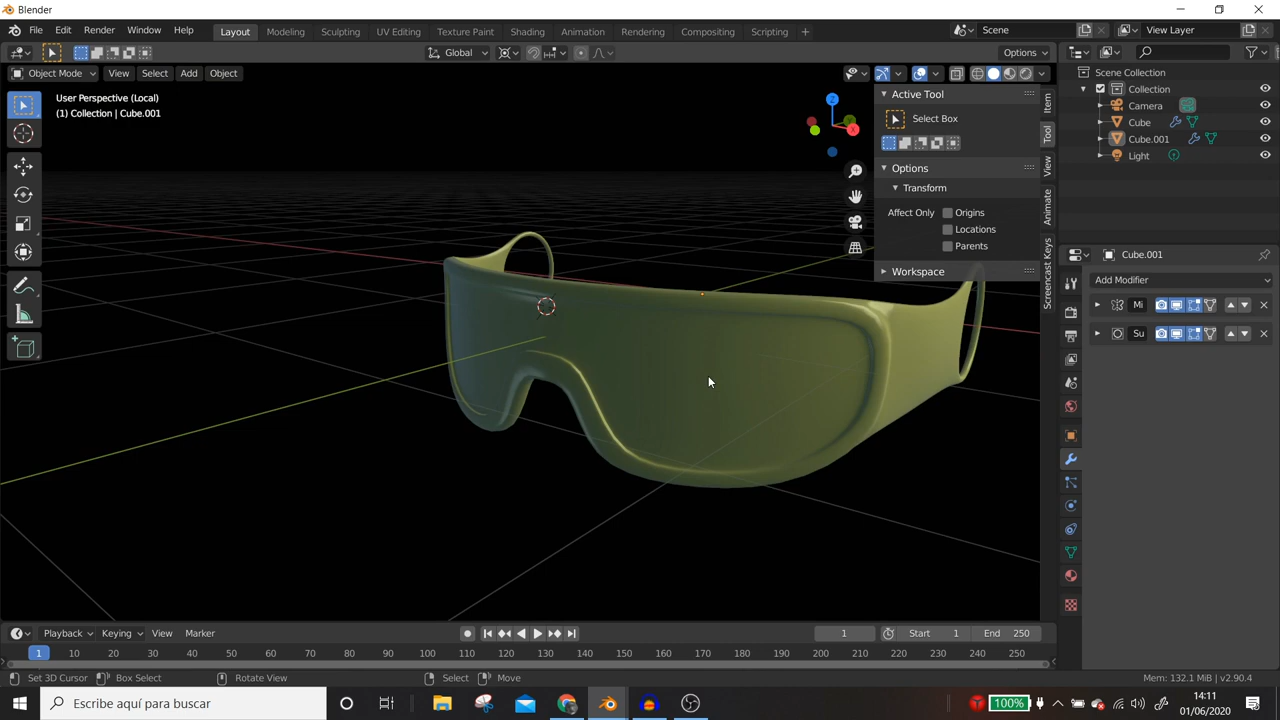 Blender
File Edit Render Window Help Layout Modeling Sculpting UV Editing Texture Paint Shading Animation Rendering Compositing Scripting + Scene View Layer
Global Options
Object Mode View Select Add Object
User Perspective (Local)
(1) Collection | Cube.001
Z
X
Active Tool
Select Box
Options
Transform
Affect Only Origins
Locations
Parents
Workspace
Item
Tool
View
Animate
Screencast Keys
Scene Collection
Collection
Camera
Cube
Cube.001
Light
Cube.001
Add Modifier
Mi
Su
Playback Keying View Marker 1 Start 1 End 250
1 10 20 30 40 50 60 70 80 90 100 110 120 130 140 150 160 170 180 190 200 210 220 230 240 250
Set 3D Cursor Box Select Rotate View Select Move Mem: 132.1 MiB | v2.90.4
Escribe aquí para buscar
100%
14:11
01/06/2020